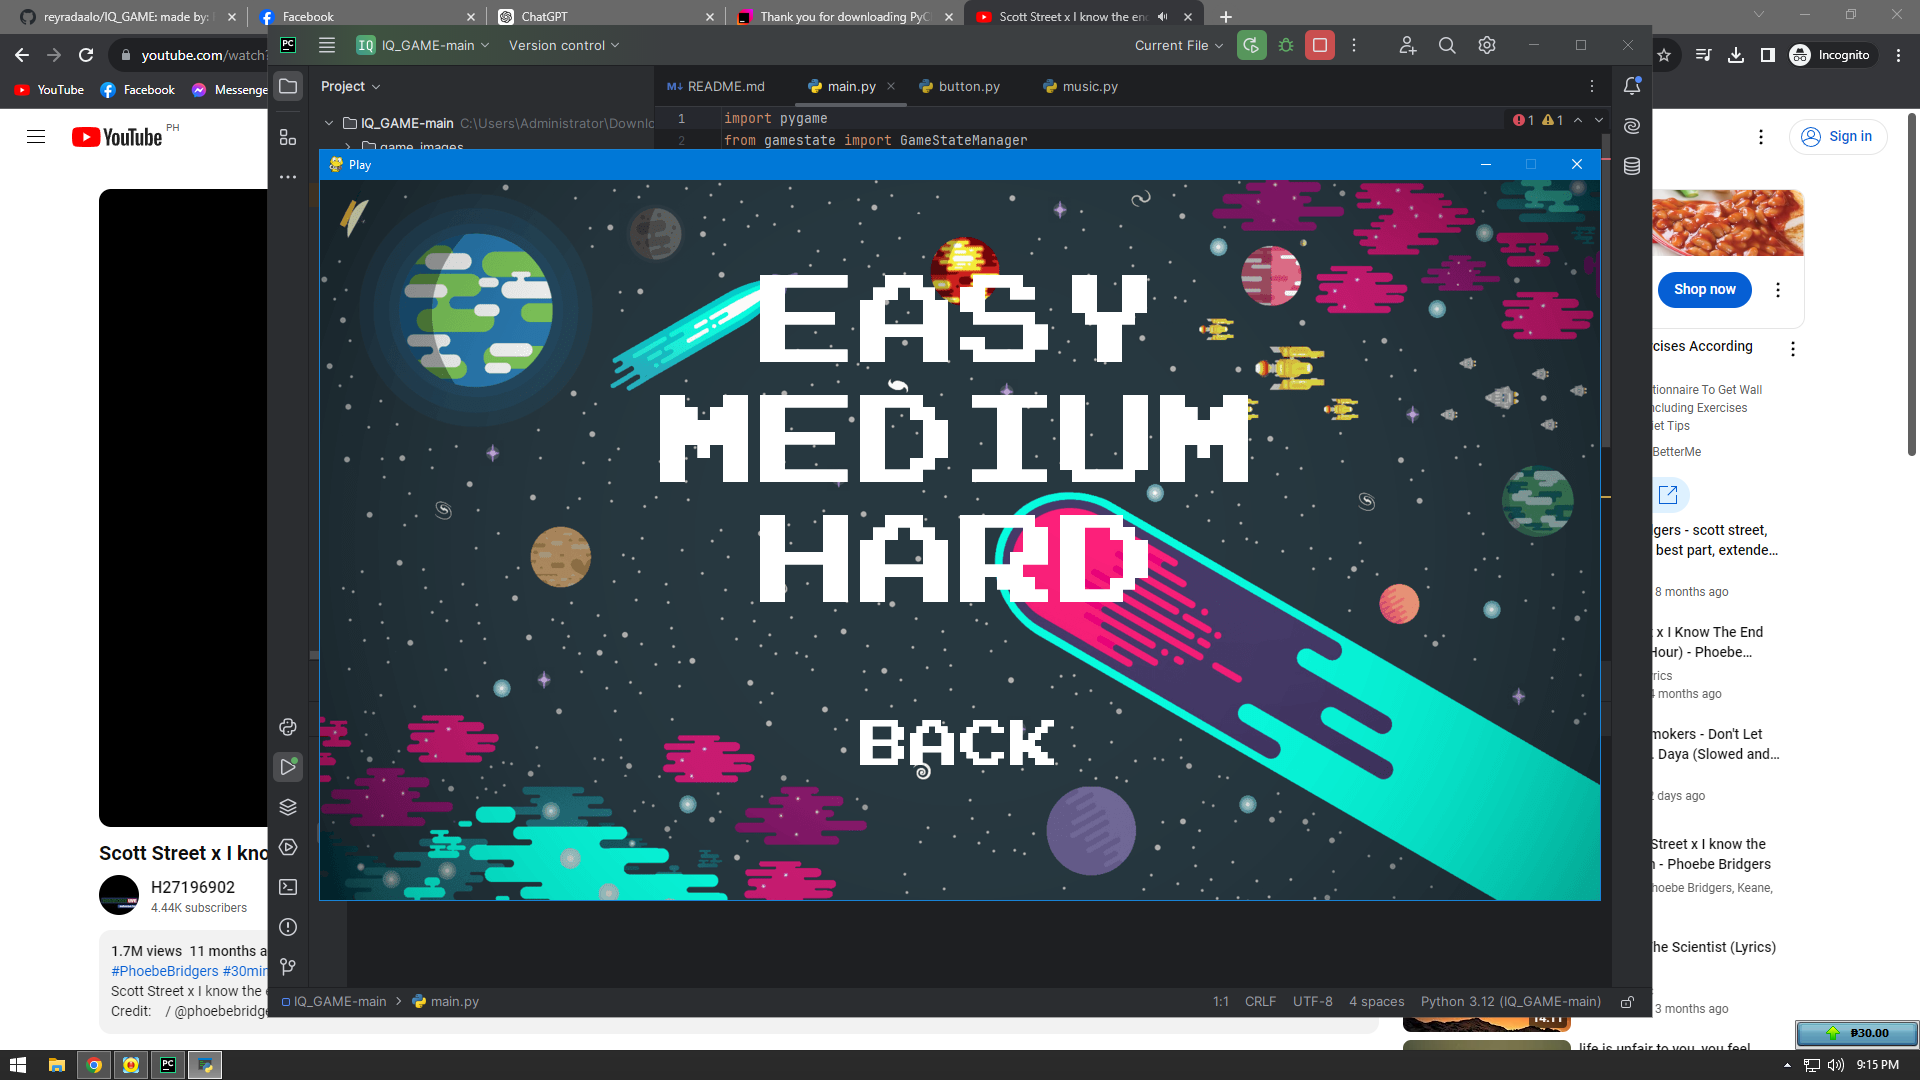 reyradaalo/IQ_GAME: made by:
Facebook
ChatGPT
Thank you for downloading PyC
Scott Street x I know the end
youtube.com/watch?
Incognito
YouTube
Facebook
Messenge
IQ IQ_GAME-main
Version control
Current File
Project
README.md
main.py
button.py
music.py
IQ_GAME-main C:\Users\Administrator\Downlo
game_images
1 import pygame
2 from gamestate import GameStateManager
1 1
Play
EASY
MEDIUM
HARD
BACK
YouTube PH
Sign in
Shop now
cises According
tionnaire To Get Wall
ncluding Exercises
iet Tips
BetterMe
gers - scott street,
best part, extende...
8 months ago
x I Know The End
Hour) - Phoebe...
rics
4 months ago
mokers - Don't Let
. Daya (Slowed and...
2 days ago
Street x I know the
n - Phoebe Bridgers
hoebe Bridgers, Keane,
he Scientist (Lyrics)
3 months ago
14:11
life is unfair to you, you feel
Scott Street x I kno
H27196902
4.44K subscribers
1.7M views 11 months a
#PhoebeBridgers #30min
Scott Street x I know the e
Credit: / @phoebebridge
IQ_GAME-main > main.py
1:1 CRLF UTF-8 4 spaces Python 3.12 (IQ_GAME-main)
₱30.00
9:15 PM